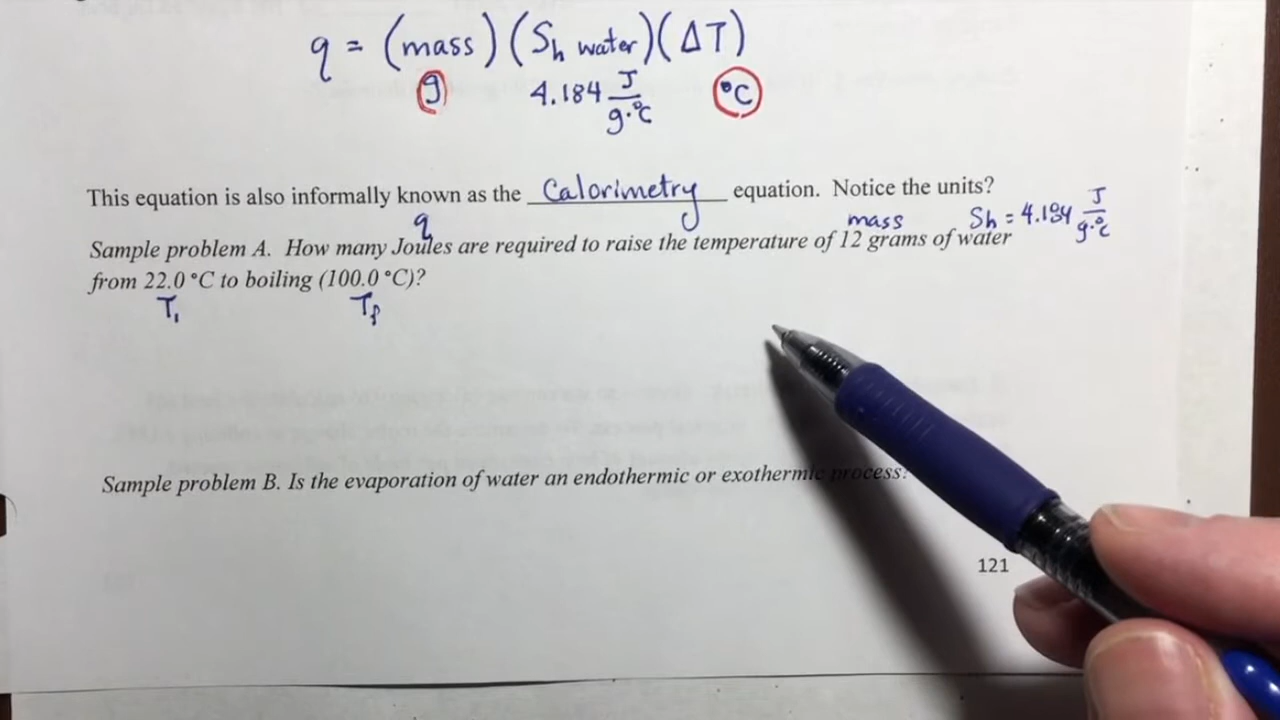 q = (mass) (Sh water) (ΔT)
g 4.184 J/g·°C °C
This equation is also informally known as the Calorimetry equation. Notice the units?
q mass Sh = 4.184 J/g·°C
Sample problem A. How many Joules are required to raise the temperature of 12 grams of water
from 22.0 °C to boiling (100.0 °C)?
T₁ Tf
Sample problem B. Is the evaporation of water an endothermic or exothermic process?
121